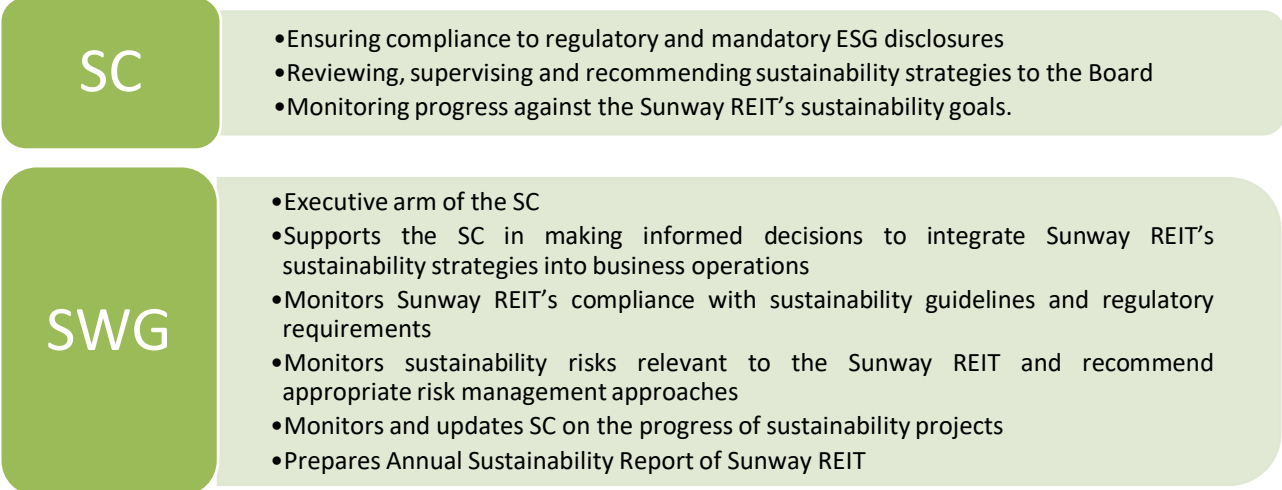 SC
•Ensuring compliance to regulatory and mandatory ESG disclosures
•Reviewing, supervising and recommending sustainability strategies to the Board
•Monitoring progress against the Sunway REIT’s sustainability goals.
SWG
•Executive arm of the SC
•Supports the SC in making informed decisions to integrate Sunway REIT’s
sustainability strategies into business operations
•Monitors Sunway REIT’s compliance with sustainability guidelines and regulatory
requirements
•Monitors sustainability risks relevant to the Sunway REIT and recommend
appropriate risk management approaches
•Monitors and updates SC on the progress of sustainability projects
•Prepares Annual Sustainability Report of Sunway REIT